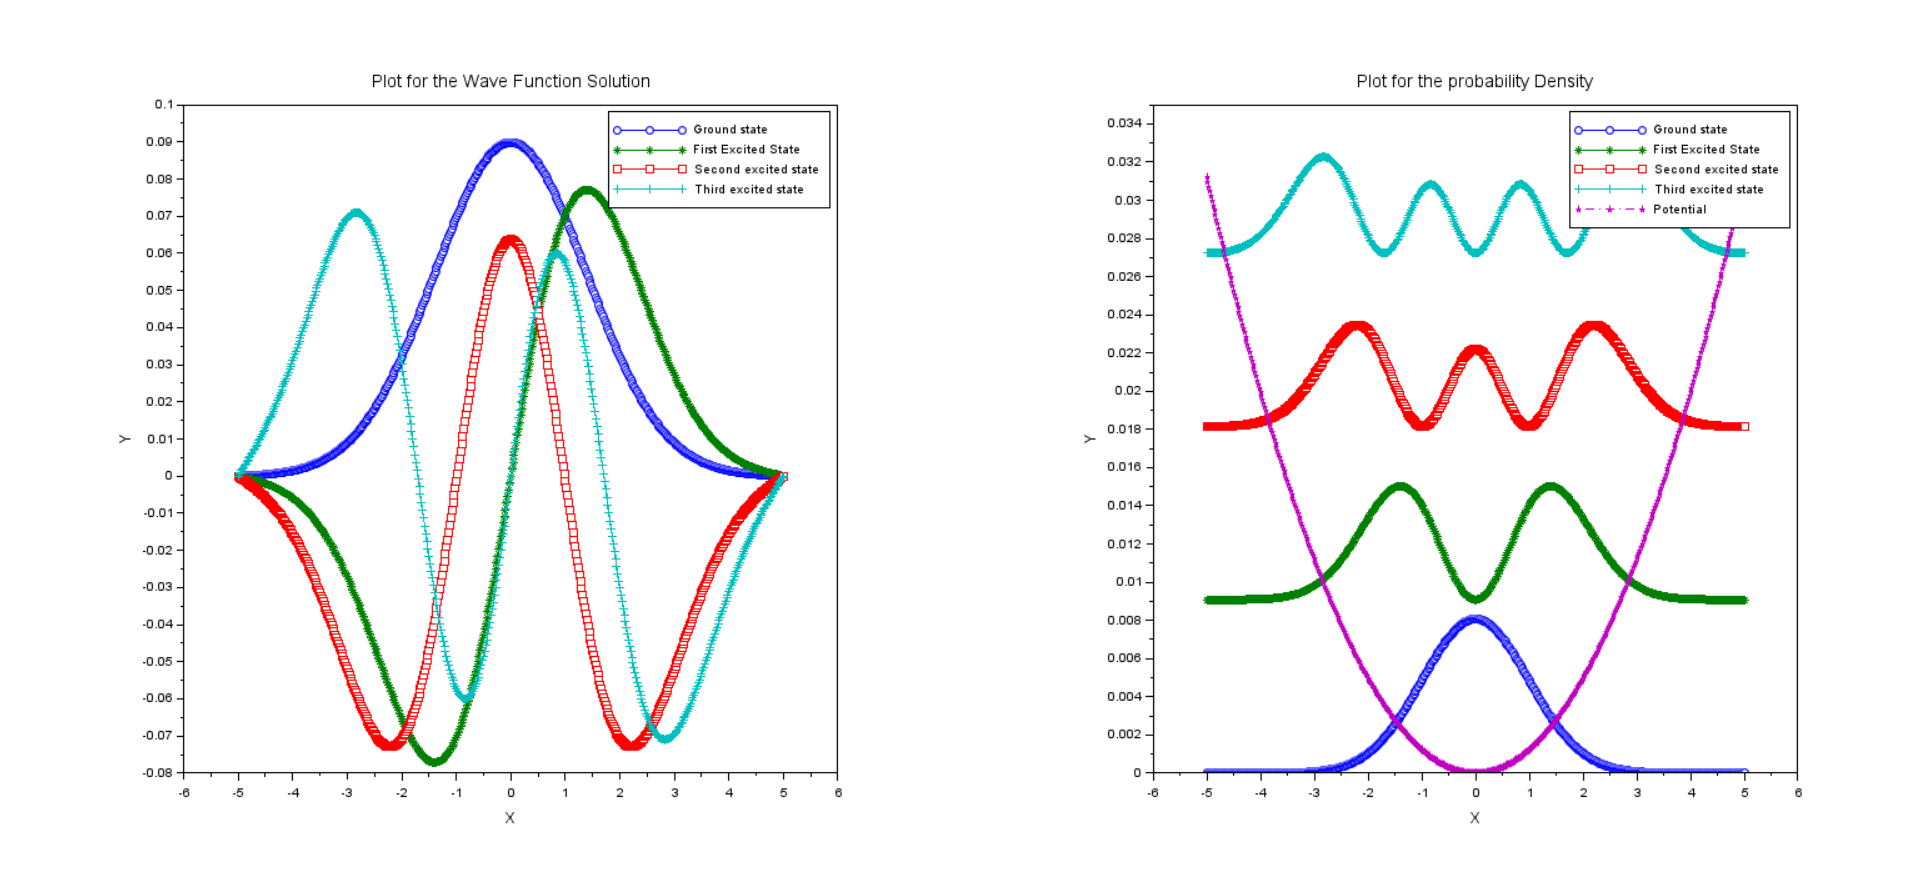 Plot for the Wave Function Solution
0.1
0.09
0.08
0.07
0.06
0.05
0.04
0.03
0.02
0.01
0
-0.01
-0.02
-0.03
-0.04
-0.05
-0.06
-0.07
-0.08
Y
-6 -5 -4 -3 -2 -1 0 1 2 3 4 5 6
X
Ground state
First Excited State
Second excited state
Third excited state
Plot for the probability Density
0.034
0.032
0.03
0.028
0.026
0.024
0.022
0.02
0.018
0.016
0.014
0.012
0.01
0.008
0.006
0.004
0.002
0
Y
-6 -5 -4 -3 -2 -1 0 1 2 3 4 5 6
X
Ground state
First Excited State
Second excited state
Third excited state
Potential